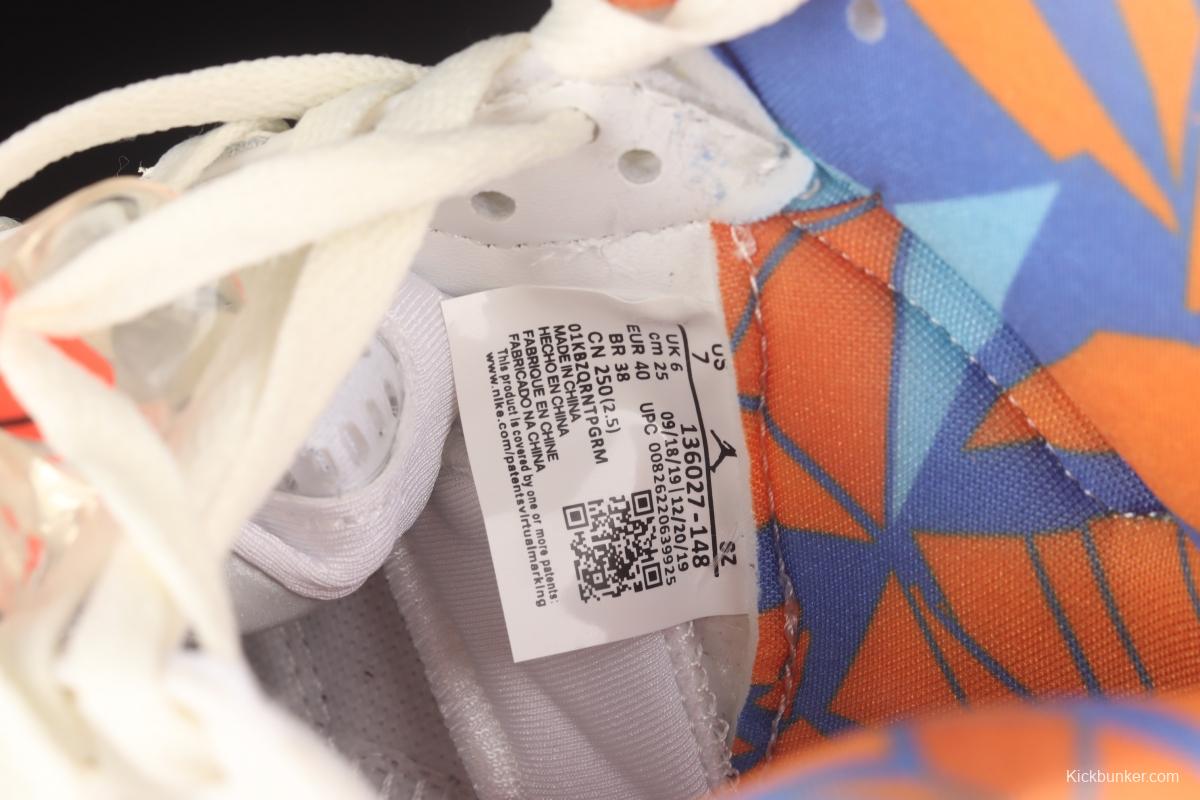 US SZ
7 136027-148
UK 6 09/18/19|12/20/19
cm 25 UPC 00826220639925
EUR 40
BR 38
CN 250(2.5)
01KBZQRNTPGRM
MADE IN CHINA
HECHO EN CHINA
FABRIQUE EN CHINE
FABRICADO NA CHINA
This product is covered by one or more patents:
www.nike.com/patentsvirtualmarking
Kickbunker.com